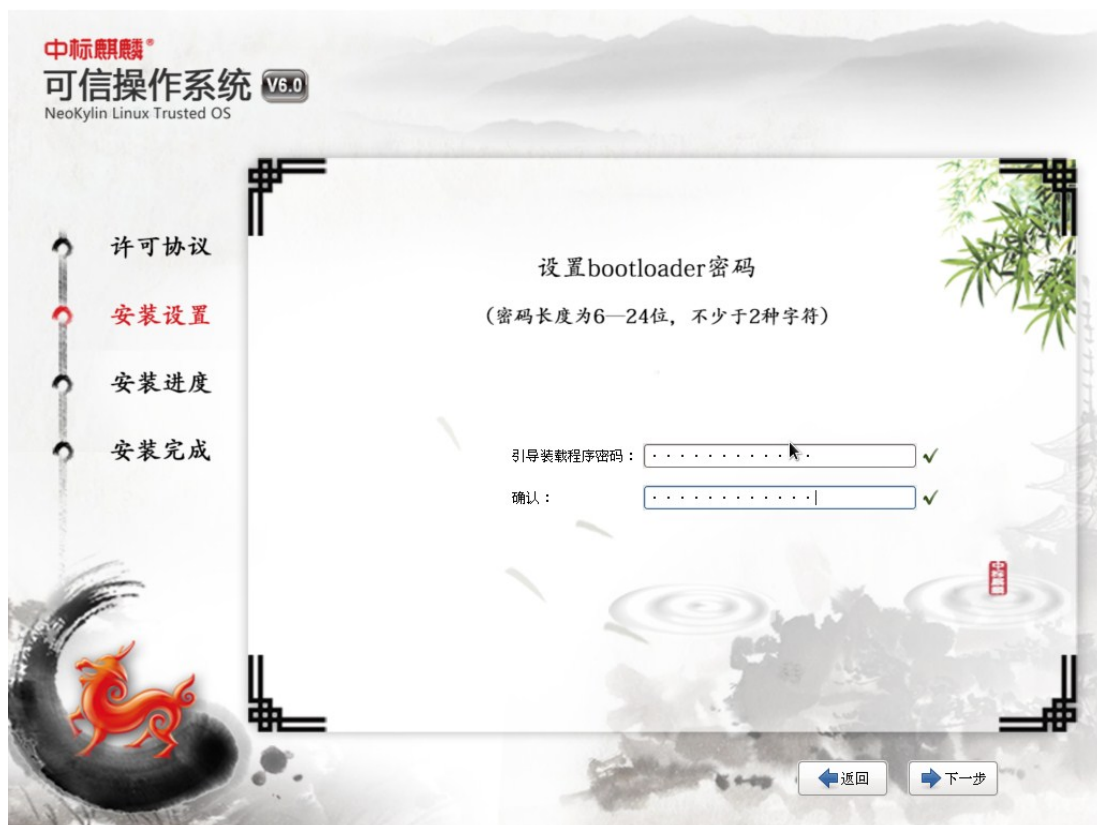 中标麒麟®
可信操作系统 V6.0
NeoKylin Linux Trusted OS
许可协议
安装设置
安装进度
安装完成
设置bootloader密码
(密码长度为6—24位，不少于2种字符)
引导装载程序密码：
确认：
中标麒麟
返回
下一步